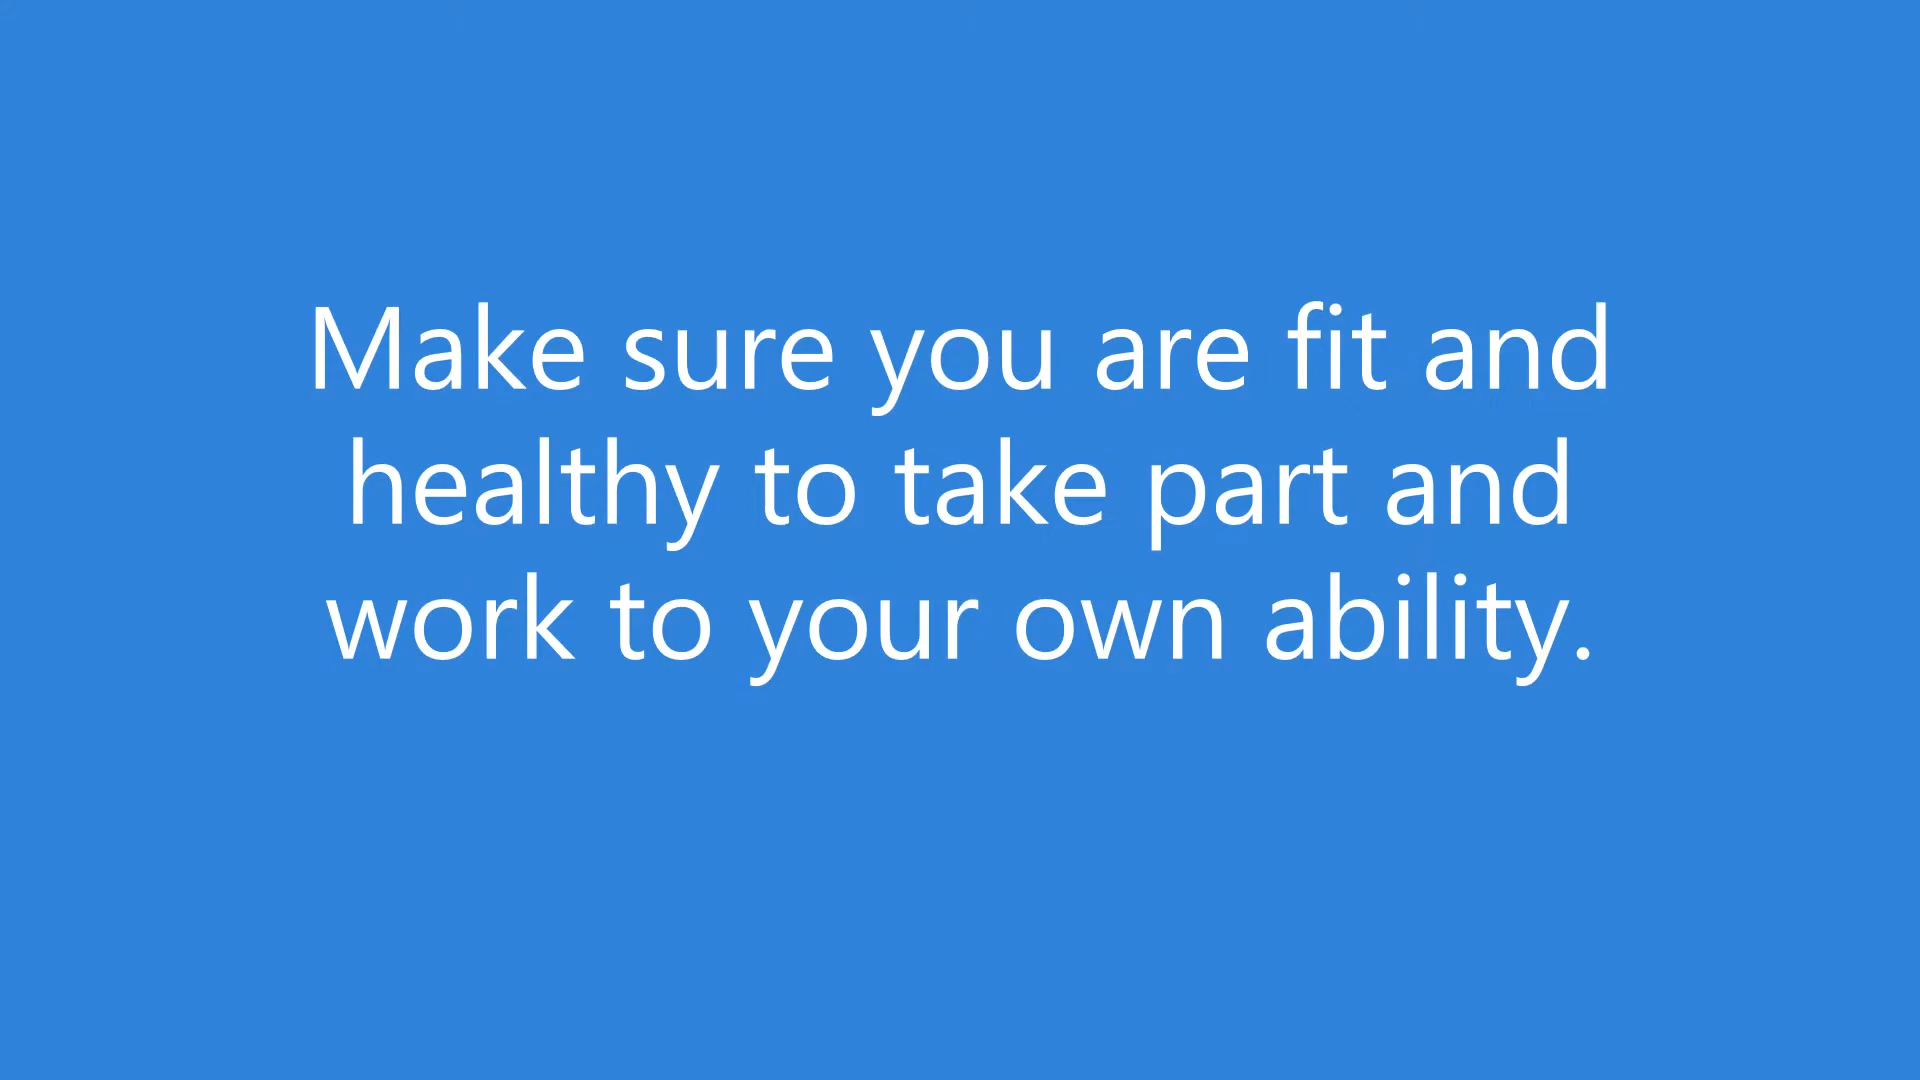 Make sure you are fit and
healthy to take part and
work to your own ability.